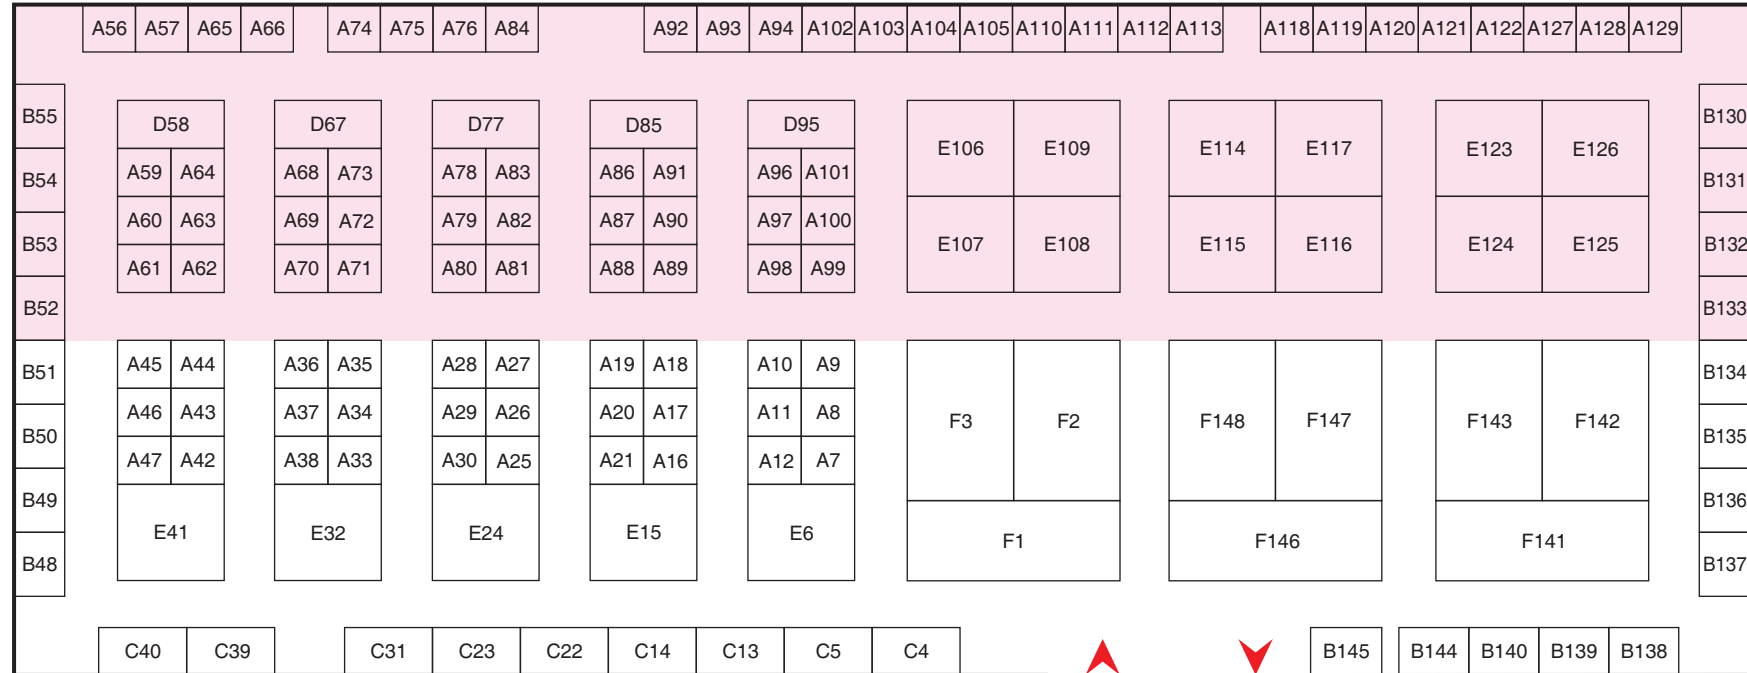 A56 A57 A65 A66 A74 A75 A76 A84 A92 A93 A94 A102 A103 A104 A105 A110 A111 A112 A113 A118 A119 A120 A121 A122 A127 A128 A129
B55 D58 D67 D77 D85 D95 B130
E106 E109 E114 E117 E123 E126
B54 A59 A64 A68 A73 A78 A83 A86 A91 A96 A101 B131
A60 A63 A69 A72 A79 A82 A87 A90 A97 A100
B53 E107 E108 E115 E116 E124 E125 B132
A61 A62 A70 A71 A80 A81 A88 A89 A98 A99
B52 B133
B51 A45 A44 A36 A35 A28 A27 A19 A18 A10 A9 B134
A46 A43 A37 A34 A29 A26 A20 A17 A11 A8 F3 F2 F148 F147 F143 F142
B50 B135
A47 A42 A38 A33 A30 A25 A21 A16 A12 A7
B49 B136
E41 E32 E24 E15 E6 F1 F146 F141
B48 B137
C40 C39 C31 C23 C22 C14 C13 C5 C4 B145 B144 B140 B139 B138